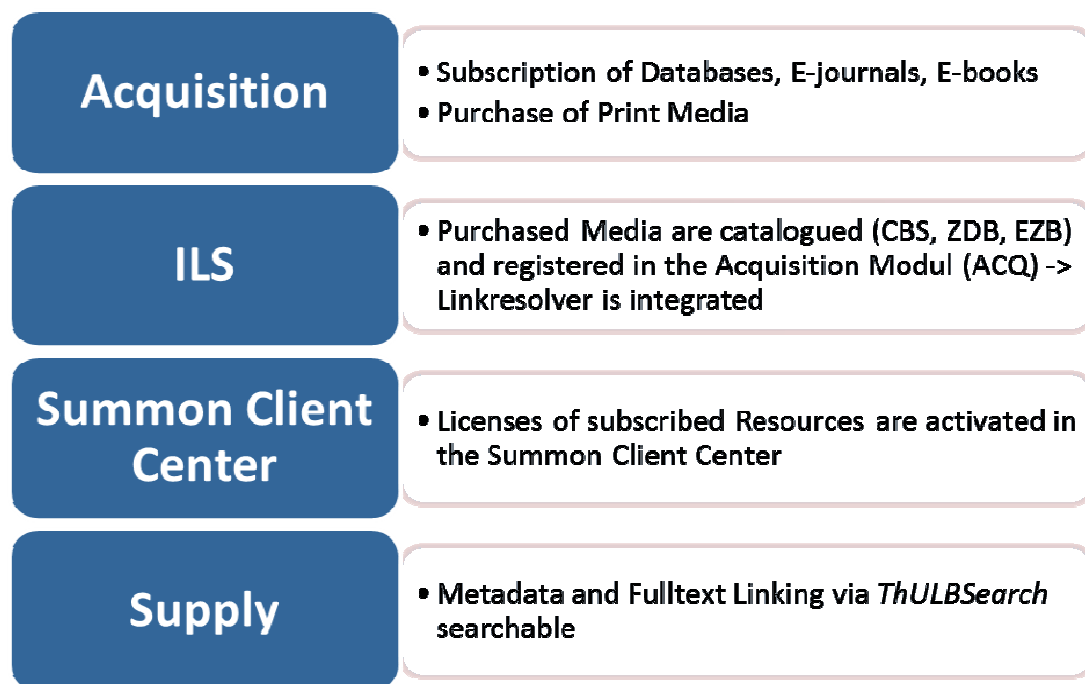 Acquisition
• Subscription of Databases, E-journals, E-books
• Purchase of Print Media
ILS
• Purchased Media are catalogued (CBS, ZDB, EZB)
and registered in the Acquisition Modul (ACQ) ->
Linkresolver is integrated
Summon Client
Center
• Licenses of subscribed Resources are activated in
the Summon Client Center
Supply
• Metadata and Fulltext Linking via ThULBSearch
searchable